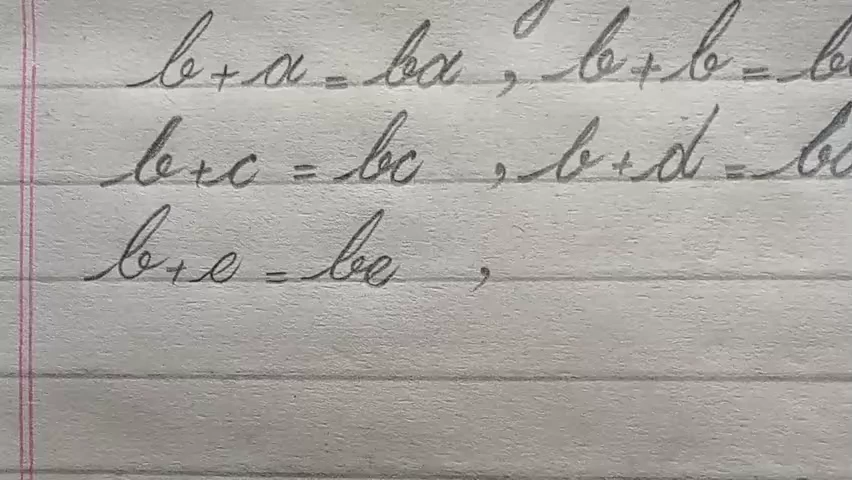 b+a = ba , b+b = b
b+c = bc , b+d = b
b+e = be ,